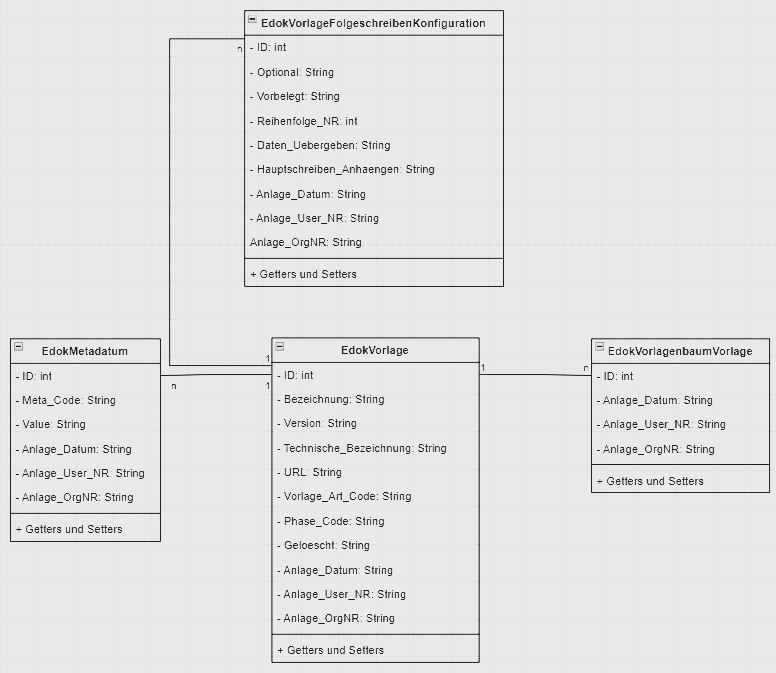 EdokVorlageFolgeschreibenKonfiguration
n
- ID: int
- Optional: String
- Vorbelegt: String
- Reihenfolge_NR: int
- Daten_Uebergeben: String
- Hauptschreiben_Anhaengen: String
- Anlage_Datum: String
- Anlage_User_NR: String
Anlage_OrgNR: String
+ Getters und Setters
EdokMetadatum
- ID: int
- Meta_Code: String
- Value: String
- Anlage_Datum: String
- Anlage_User_NR: String
- Anlage_OrgNR: String
+ Getters und Setters
n
1
1
EdokVorlage
- ID: int
- Bezeichnung: String
- Version: String
- Technische_Bezeichnung: String
- URL: String
- Vorlage_Art_Code: String
- Phase_Code: String
- Geloescht: String
- Anlage_Datum: String
- Anlage_User_NR: String
- Anlage_OrgNR: String
+ Getters und Setters
1
n
EdokVorlagenbaumVorlage
- ID: int
- Anlage_Datum: String
- Anlage_User_NR: String
- Anlage_OrgNR: String
+ Getters und Setters